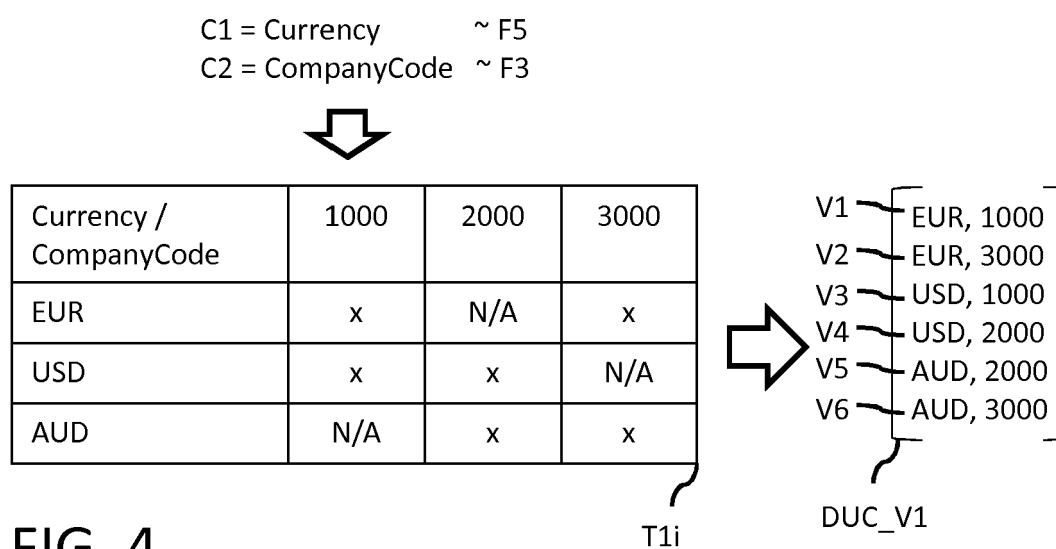 C1 = Currency ~ F5
C2 = CompanyCode ~ F3
Currency / CompanyCode 1000 2000 3000
EUR x N/A x
USD x x N/A
AUD N/A x x
T1i
V1 EUR, 1000
V2 EUR, 3000
V3 USD, 1000
V4 USD, 2000
V5 AUD, 2000
V6 AUD, 3000
DUC_V1
FIG. 4